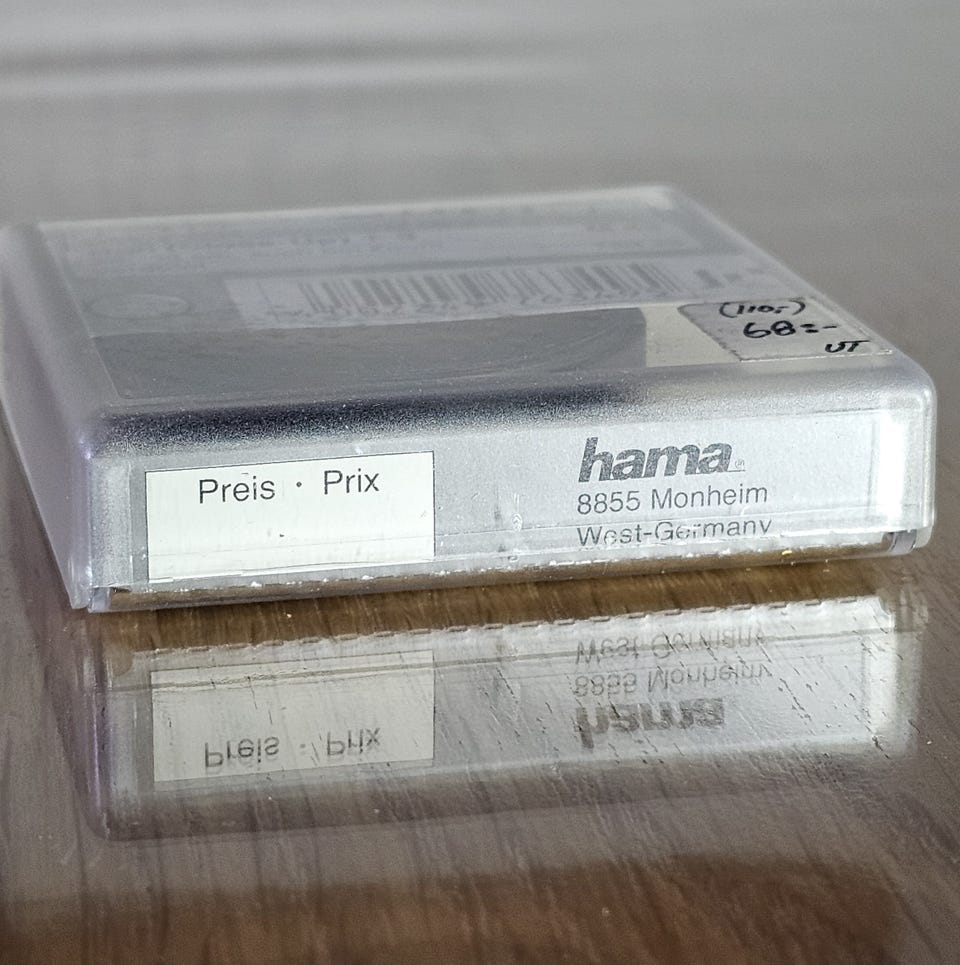 (110,-)
68:-
UT
Preis · Prix
hama
8855 Monheim
West-Germany